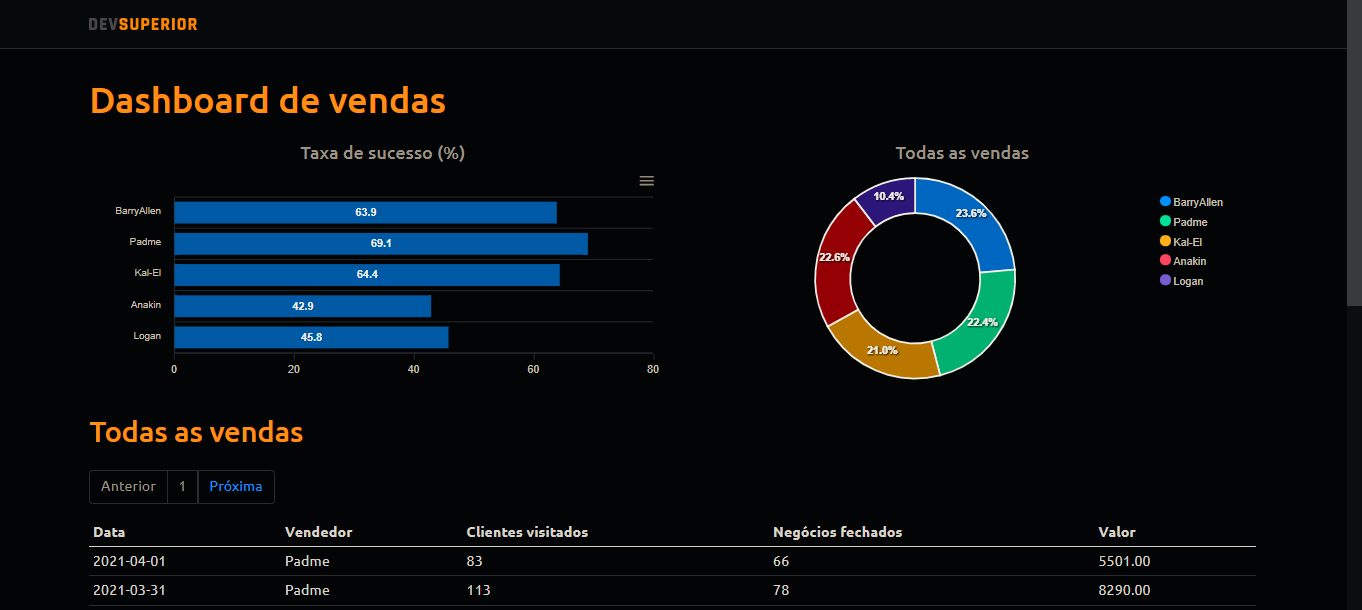 DEVSUPERIOR
Dashboard de vendas
Taxa de sucesso (%)
BarryAllen 63.9
Padme 69.1
Kal-El 64.4
Anakin 42.9
Logan 45.8
0 20 40 60 80
Todas as vendas
10.4% 23.6%
22.6%
22.4%
21.0%
BarryAllen
Padme
Kal-El
Anakin
Logan
Todas as vendas
Anterior 1 Próxima
Data Vendedor Clientes visitados Negócios fechados Valor
2021-04-01 Padme 83 66 5501.00
2021-03-31 Padme 113 78 8290.00